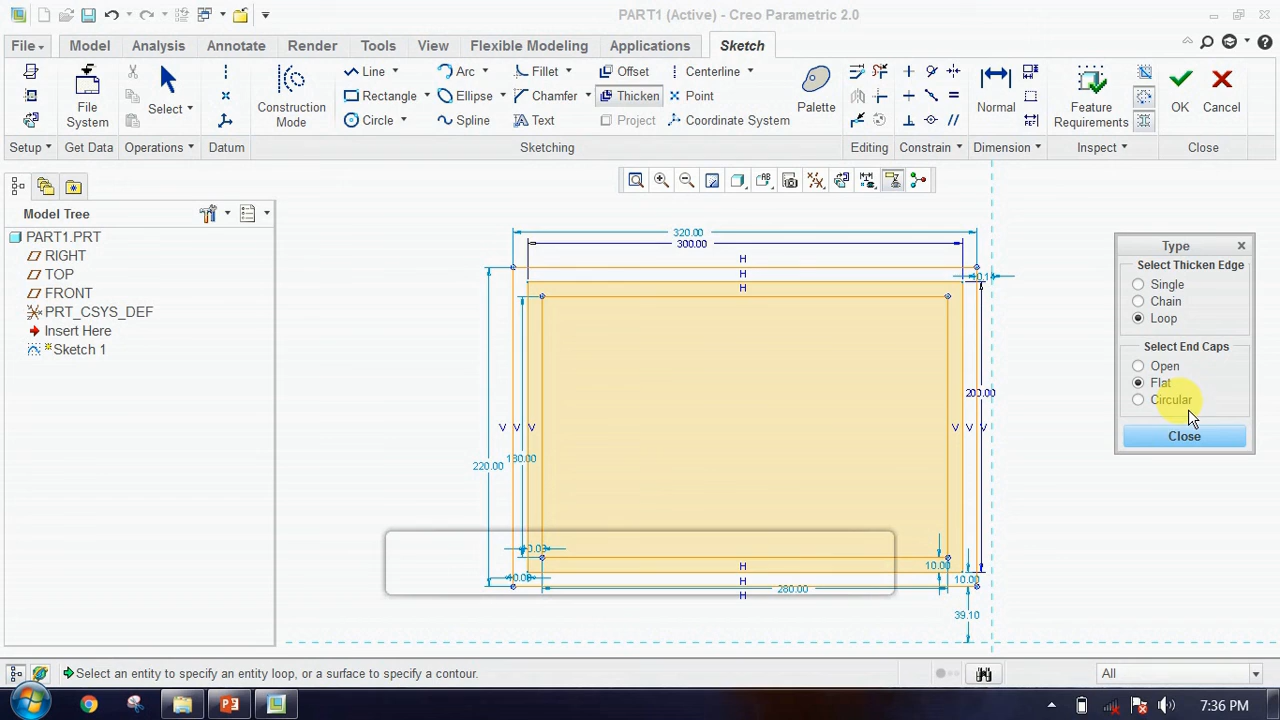 PART1 (Active) - Creo Parametric 2.0
File Model Analysis Annotate Render Tools View Flexible Modeling Applications Sketch
Line Arc Fillet Offset Centerline
Rectangle Ellipse Chamfer Thicken Point
Circle Spline Text Project Coordinate System
File System
Select
Construction Mode
Palette
Normal
Feature Requirements
OK Cancel
Setup Get Data Operations Datum Sketching Editing Constrain Dimension Inspect Close
Model Tree
PART1.PRT
RIGHT
TOP
FRONT
PRT_CSYS_DEF
Insert Here
Sketch 1
320.00
300.00
H
H
H
200.00
V V V
V V V
220.00
10.00
10.00
H
H
H
280.00
39.10
Type
Select Thicken Edge
Single
Chain
Loop
Select End Caps
Open
Flat
Circular
Close
Select an entity to specify an entity loop, or a surface to specify a contour.
All
7:36 PM